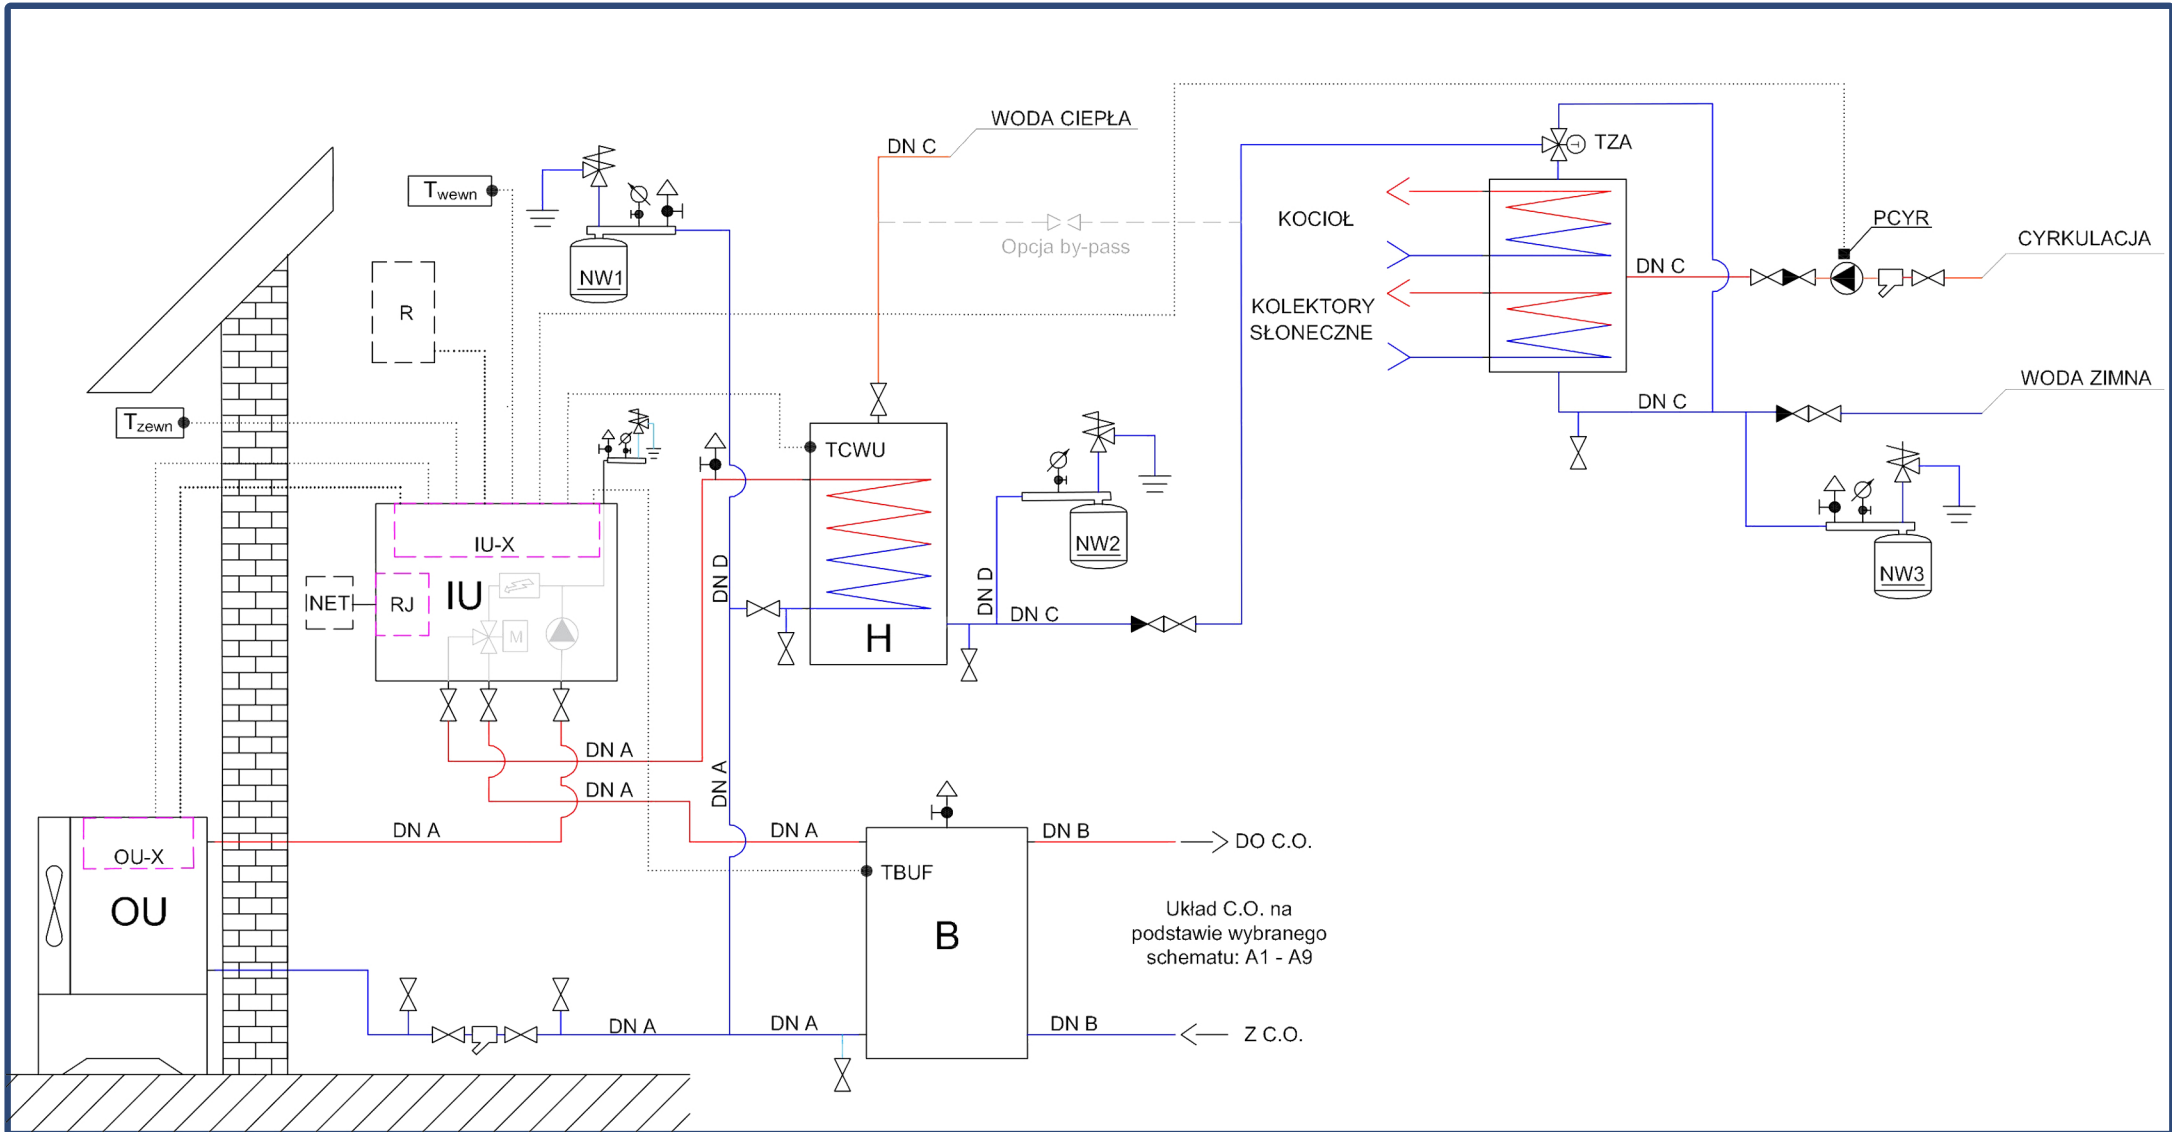 WODA CIEPŁA
DN C
TZA
Twewn
KOCIOŁ
PCYR
Opcja by-pass
CYRKULACJA
NW1
DN C
R
KOLEKTORY
SŁONECZNE
WODA ZIMNA
DN C
Tzewn
TCWU
IU-X
NW2
NW3
DN D
DN D
NET
RJ
IU
DN C
M
H
DN A
DN A
DN A
DN A
DN A
DN B
DO C.O.
OU-X
TBUF
OU
Układ C.O. na
podstawie wybranego
schematu: A1 - A9
B
DN A
DN A
DN B
Z C.O.